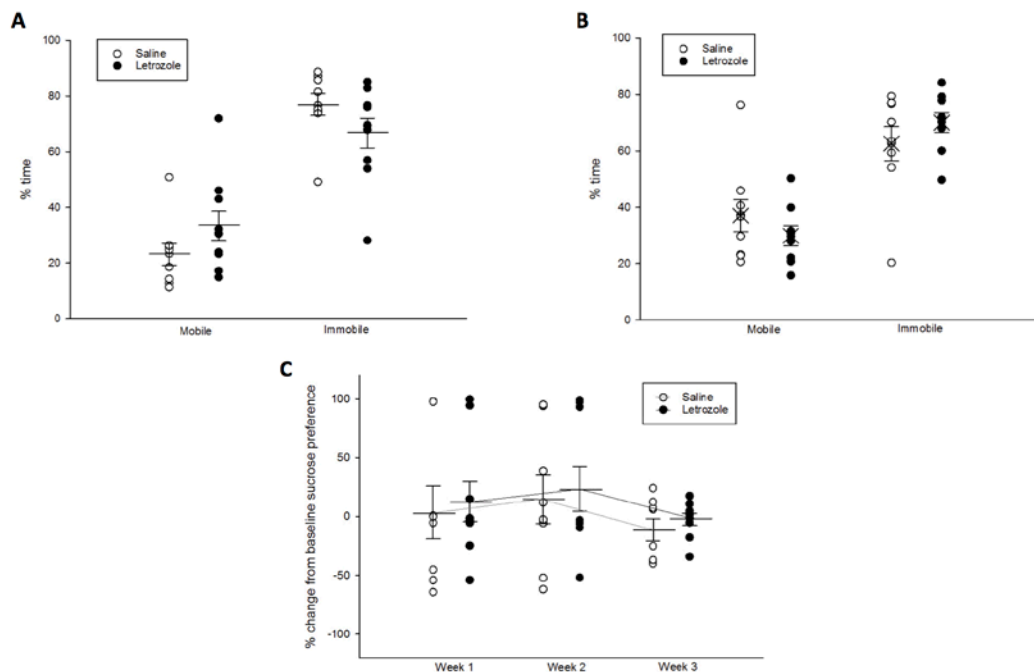 A
Saline
Letrozole
100
80
60
40
20
0
% time
Mobile
Immobile
B
Saline
Letrozole
100
80
60
40
20
0
% time
Mobile
Immobile
C
Saline
Letrozole
100
50
0
-50
-100
% change from baseline sucrose preference
Week 1
Week 2
Week 3